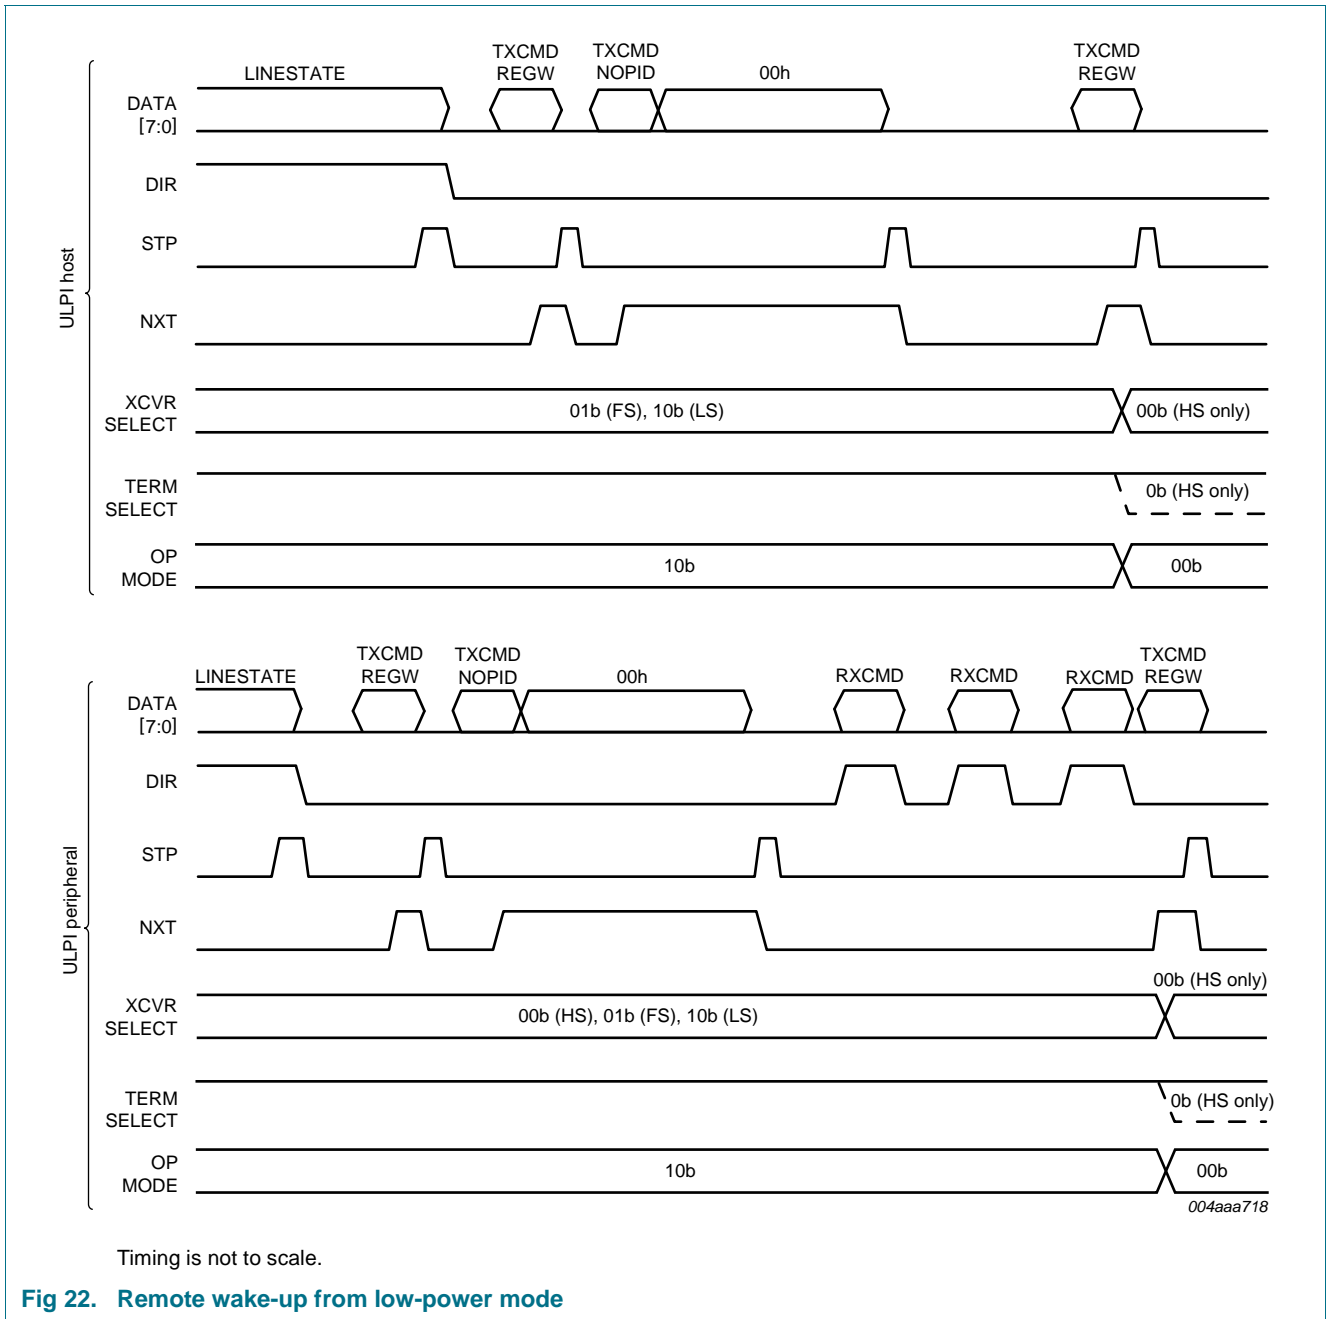 ULPI host
TXCMD REGW
TXCMD NOPID
TXCMD REGW
LINESTATE
00h
DATA [7:0]
DIR
STP
NXT
XCVR SELECT
01b (FS), 10b (LS)
00b (HS only)
TERM SELECT
0b (HS only)
OP MODE
10b
00b
ULPI peripheral
LINESTATE
TXCMD REGW
TXCMD NOPID
00h
RXCMD
RXCMD
RXCMD
TXCMD REGW
DATA [7:0]
DIR
STP
NXT
XCVR SELECT
00b (HS), 01b (FS), 10b (LS)
00b (HS only)
TERM SELECT
0b (HS only)
OP MODE
10b
00b
004aaa718
Timing is not to scale.
Fig 22. Remote wake-up from low-power mode